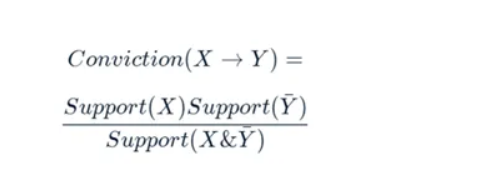 Conviction(X → Y) =
Support(X)Support(Ȳ)
Support(X&Ȳ)